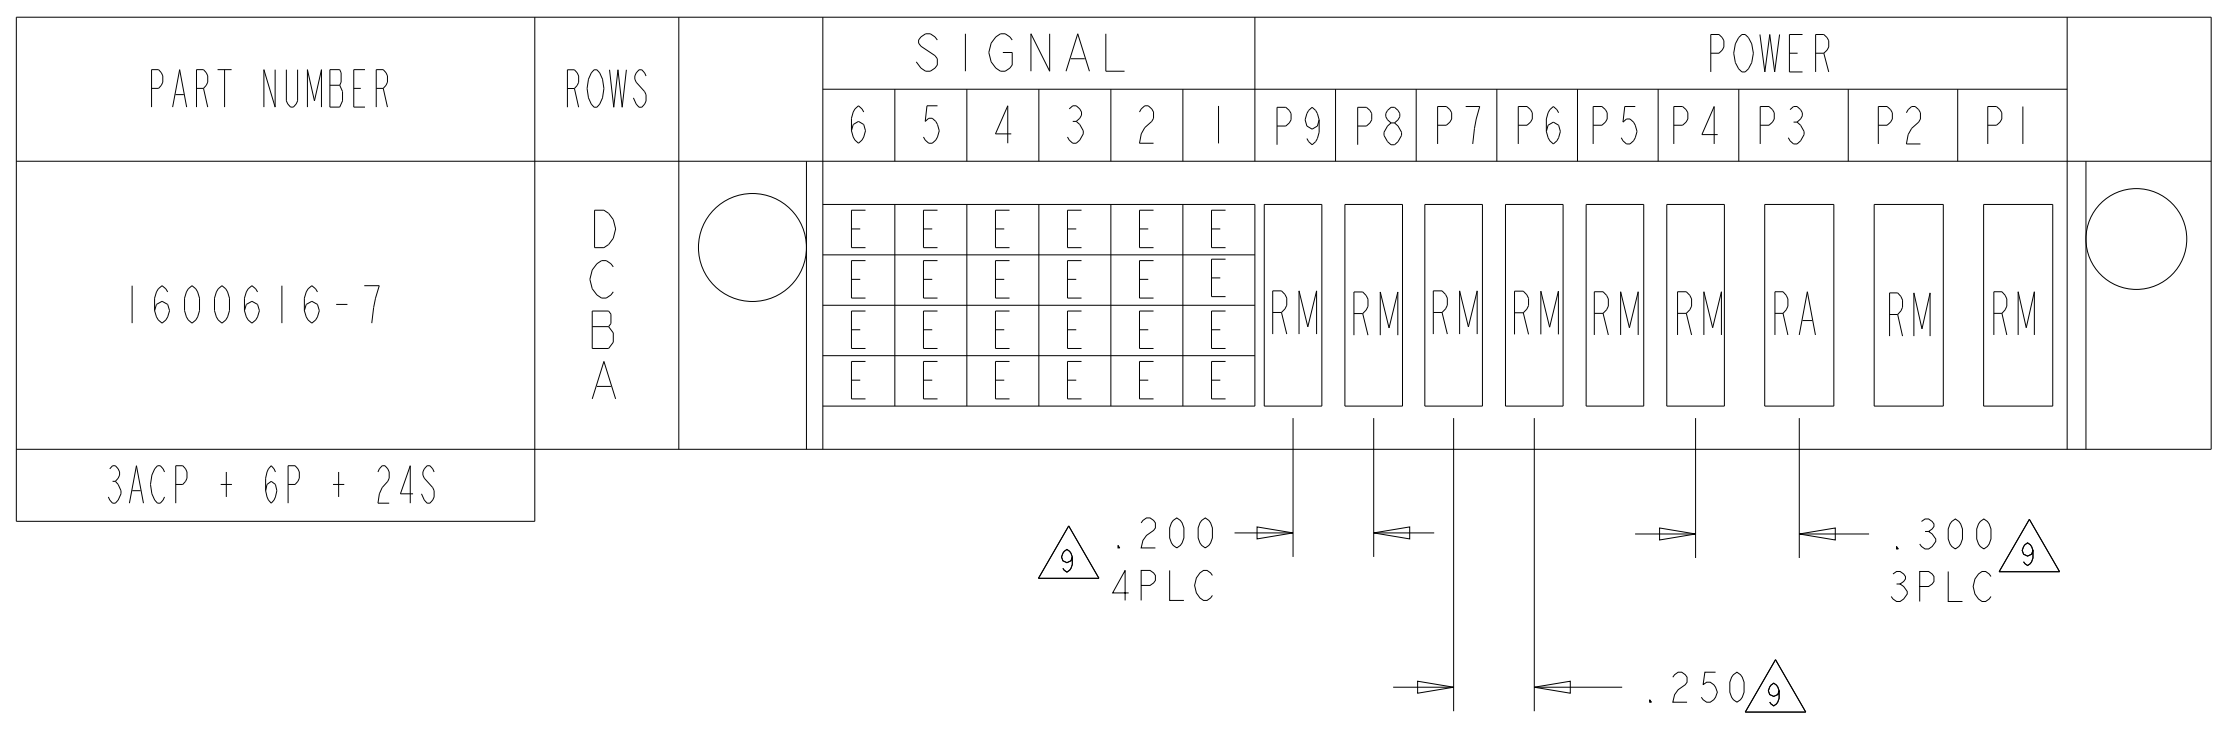 PART NUMBER ROWS SIGNAL POWER
6 5 4 3 2 1 P9 P8 P7 P6 P5 P4 P3 P2 P1
D E E E E E E
C E E E E E E
1600616-7 RM RM RM RM RM RM RA RM RM
B E E E E E E
A E E E E E E
3ACP + 6P + 24S
9 .200 .300 9
4PLC 3PLC
.250 9